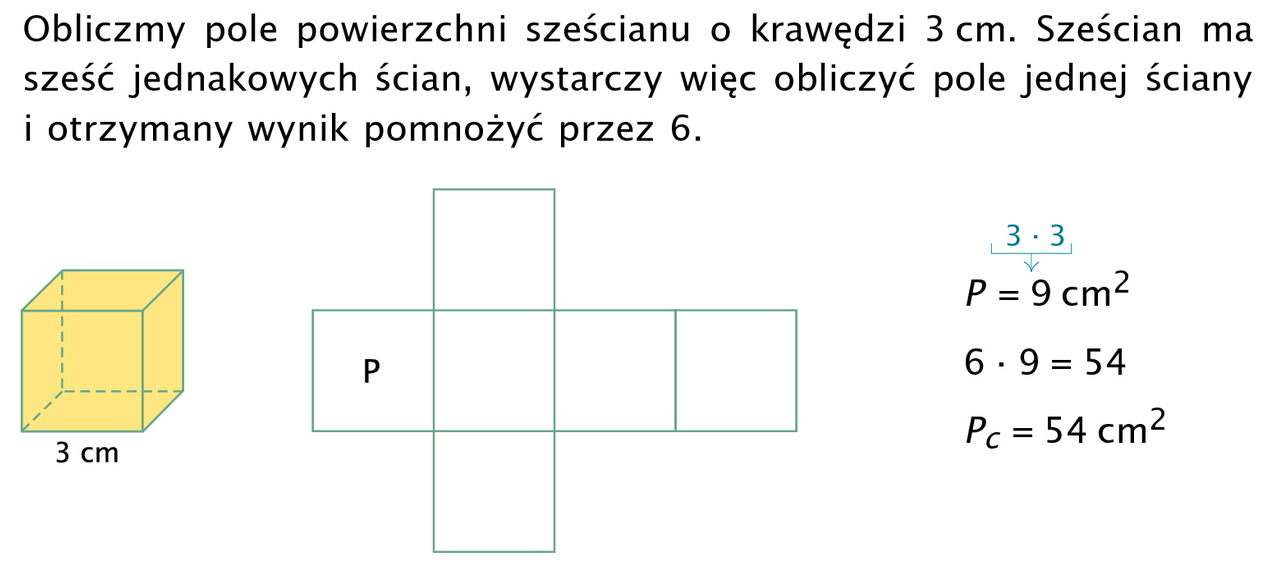 Obliczmy pole powierzchni sześcianu o krawędzi 3 cm. Sześcian ma
sześć jednakowych ścian, wystarczy więc obliczyć pole jednej ściany
i otrzymany wynik pomnożyć przez 6.
3 cm
P
3 · 3
P = 9 cm²
6 · 9 = 54
P_C = 54 cm²